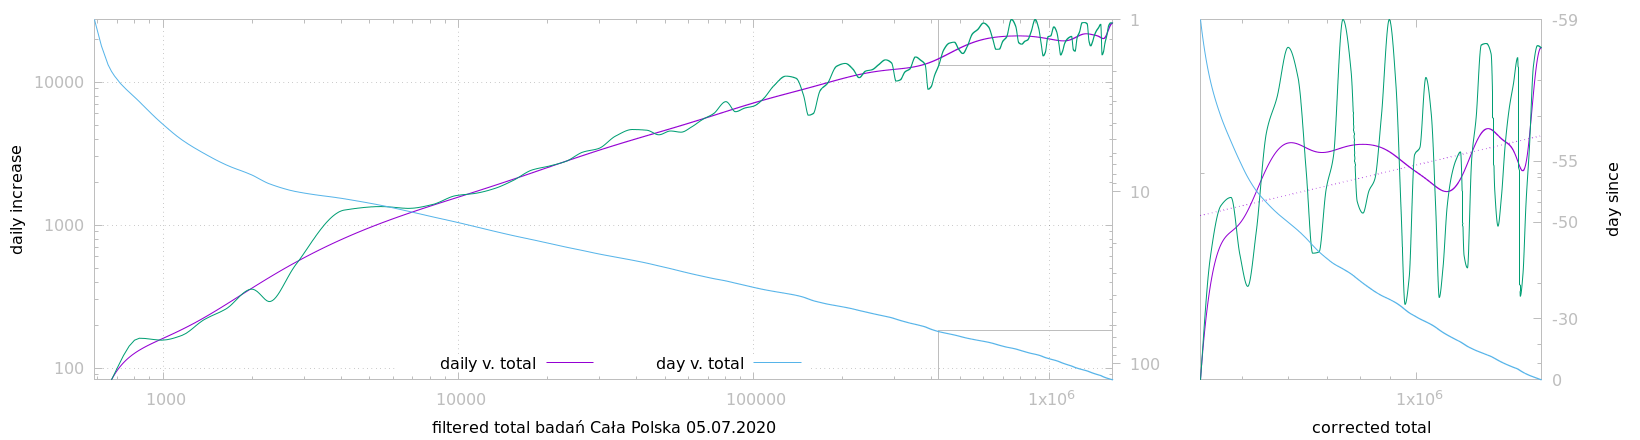 daily increase
10000
1000
100
1000
10000
100000
1x10^6
1
10
100
daily v. total
day v. total
filtered total badań Cała Polska 05.07.2020
-59
-55
-50
-30
0
day since
1x10^6
corrected total